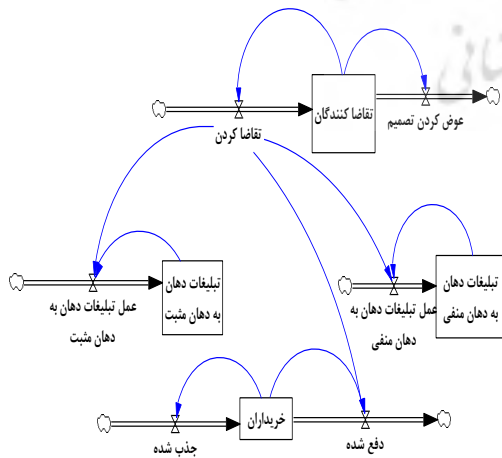 تقاضا کنندگان
عوض کردن تصمیم
تقاضا کردن
تبلیغات دهان
به دهان مثبت
عمل تبلیغات دهان به
دهان مثبت
تبلیغات دهان
به دهان منفی
عمل تبلیغات دهان به
دهان منفی
خریداران
جذب شده
دفع شده